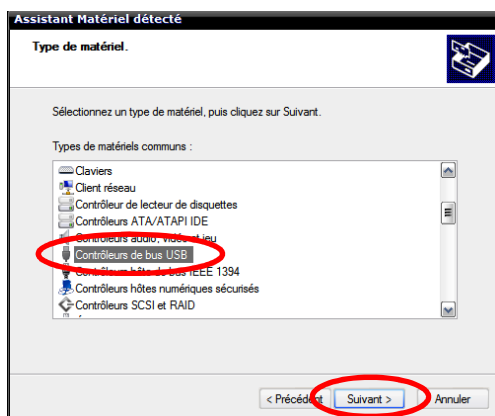 Assistant Matériel détecté
Type de matériel.
Sélectionnez un type de matériel, puis cliquez sur Suivant.
Types de matériels communs :
Claviers
Client réseau
Contrôleur de lecteur de disquettes
Contrôleurs ATA/ATAPI IDE
Contrôleurs audio, vidéo et jeu
Contrôleurs de bus USB
Contrôleurs hôte de bus IEEE 1394
Contrôleurs hôtes numériques sécurisés
Contrôleurs SCSI et RAID
< Précédent Suivant > Annuler